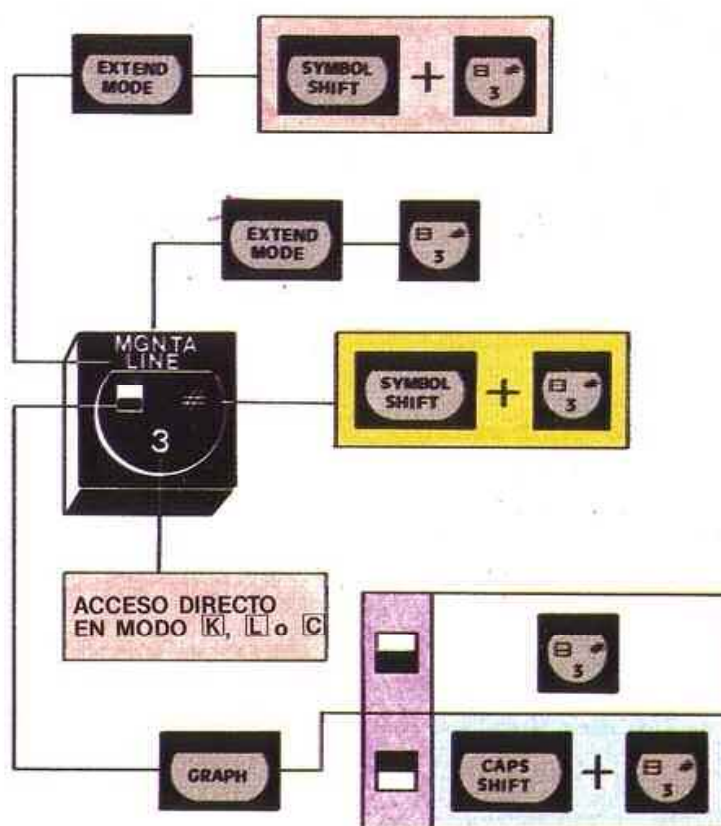 EXTEND
MODE
SYMBOL
SHIFT
+
#
3
EXTEND
MODE
#
3
MGNTA
LINE
#
3
SYMBOL
SHIFT
+
#
3
ACCESO DIRECTO
EN MODO K, L o C
#
3
GRAPH
CAPS
SHIFT
+
#
3